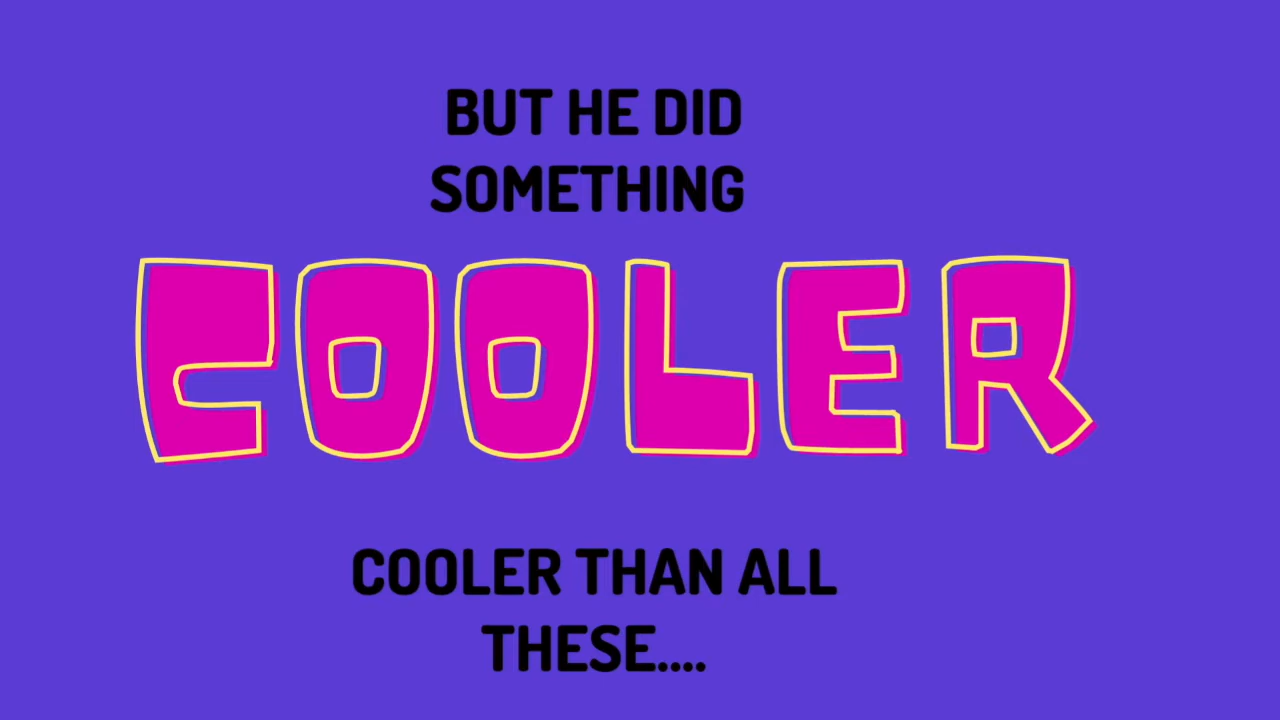 BUT HE DID
SOMETHING
COOLER
COOLER THAN ALL
THESE....